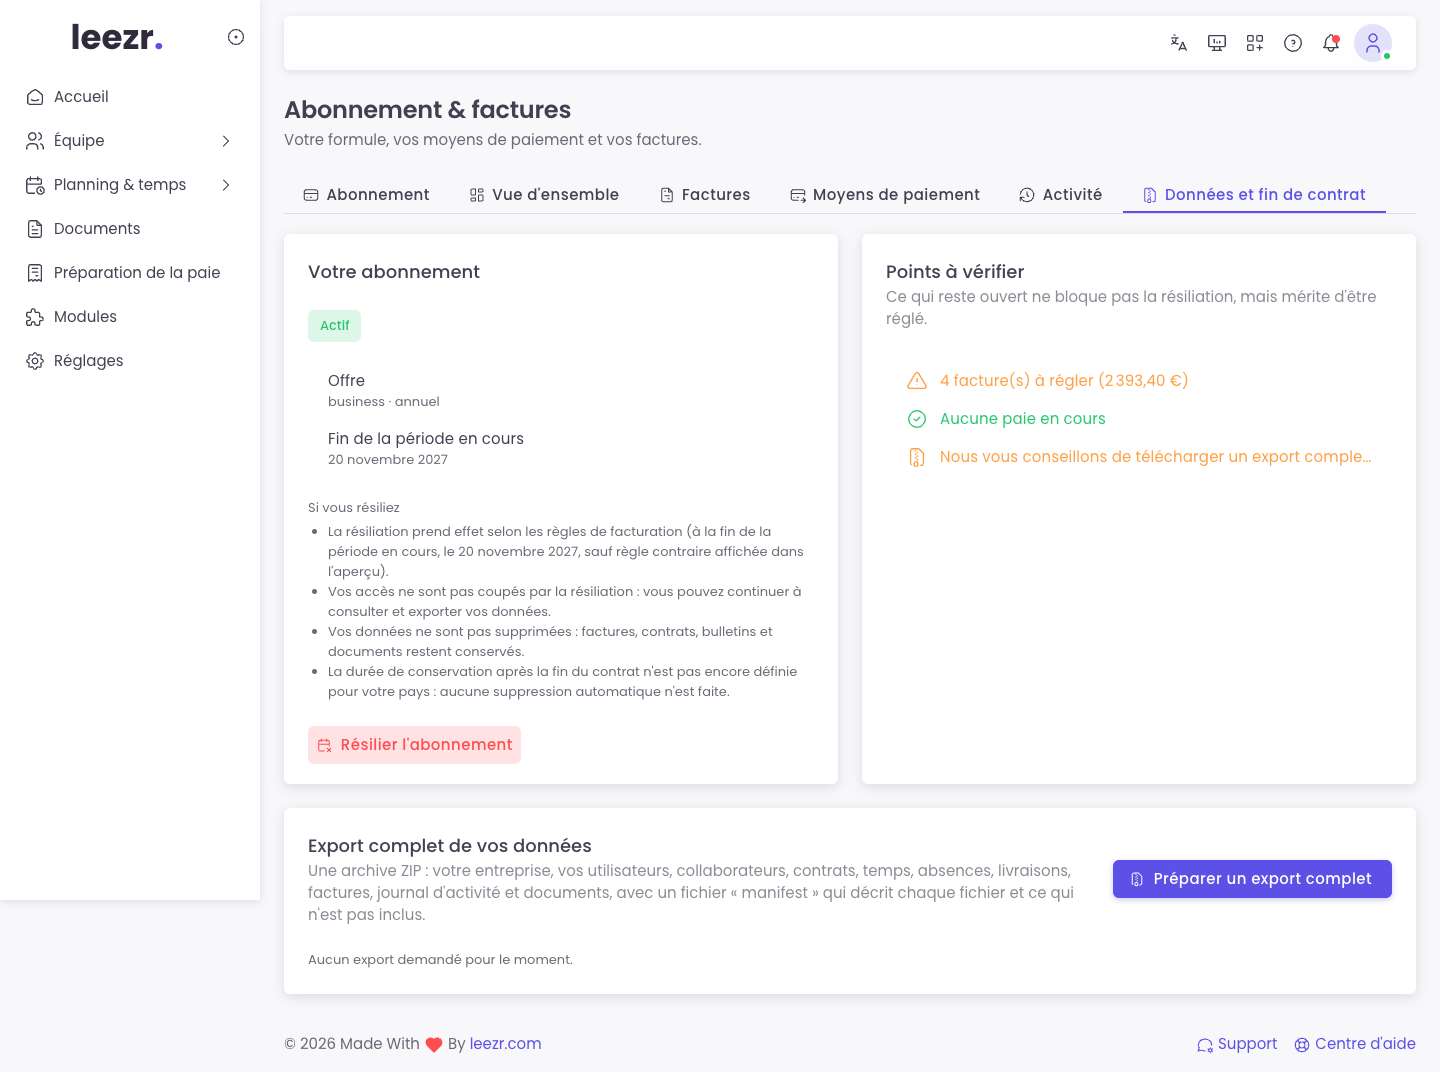 leezr.
Accueil
Équipe
Planning & temps
Documents
Préparation de la paie
Modules
Réglages
Abonnement & factures
Votre formule, vos moyens de paiement et vos factures.
Abonnement
Vue d'ensemble
Factures
Moyens de paiement
Activité
Données et fin de contrat
Votre abonnement
Actif
Offre
business · annuel
Fin de la période en cours
20 novembre 2027
Si vous résiliez
La résiliation prend effet selon les règles de facturation (à la fin de la
période en cours, le 20 novembre 2027, sauf règle contraire affichée dans
l'aperçu).
Vos accès ne sont pas coupés par la résiliation : vous pouvez continuer à
consulter et exporter vos données.
Vos données ne sont pas supprimées : factures, contrats, bulletins et
documents restent conservés.
La durée de conservation après la fin du contrat n'est pas encore définie
pour votre pays : aucune suppression automatique n'est faite.
Résilier l'abonnement
Points à vérifier
Ce qui reste ouvert ne bloque pas la résiliation, mais mérite d'être
réglé.
4 facture(s) à régler (2 393,40 €)
Aucune paie en cours
Nous vous conseillons de télécharger un export comple...
Export complet de vos données
Une archive ZIP : votre entreprise, vos utilisateurs, collaborateurs, contrats, temps, absences, livraisons,
factures, journal d'activité et documents, avec un fichier « manifest » qui décrit chaque fichier et ce qui
n'est pas inclus.
Préparer un export complet
Aucun export demandé pour le moment.
© 2026 Made With By leezr.com
Support
Centre d'aide